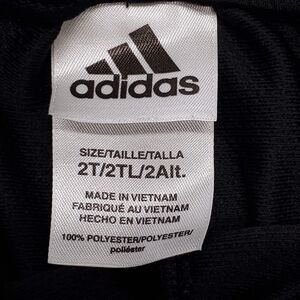 adidas
SIZE/TAILLE/TALLA
2T/2TL/2Alt.
MADE IN VIETNAM
FABRIQUÉ AU VIETNAM
HECHO EN VIETNAM
100% POLYESTER/POLYESTER/
poliéster